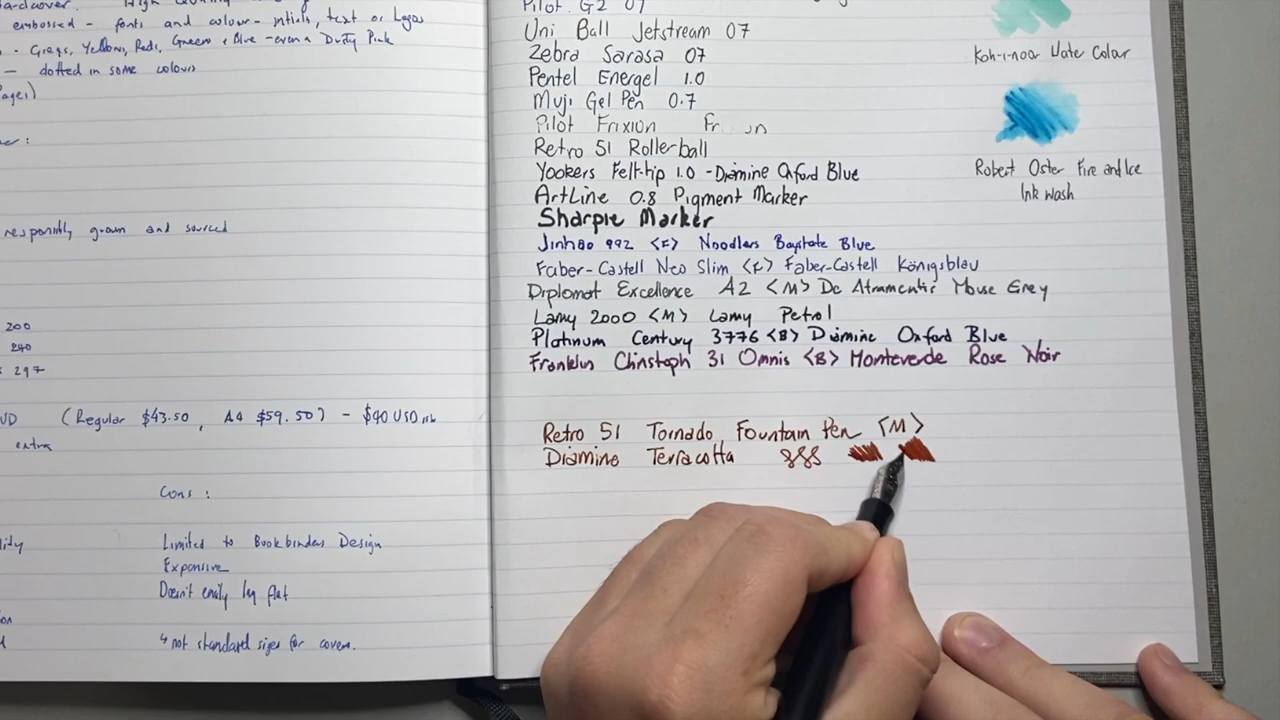 embossed - fonts and colour - initials, text or logos
- Greys, Yellows, Reds, Greens + Blue - even a Dusty Pink
- dotted in some colours
responsibly grown and sourced
200
240
297
(Regular $43.50, A4 $59.50) - $40 USD
extra
Cons:
Limited to Bookbinders Design
Expensive
Doesn't easily lay flat
↳ not standard sizes for covers.
Pilot G2 07
Uni Ball Jetstream 07
Zebra Sarasa 07
Pentel Energel 1.0
Muji Gel Pen 0.7
Pilot Frixion
Retro 51 Rollerball
Yookers Felt-tip 1.0 - Diamine Oxford Blue
ArtLine 0.8 Pigment Marker
Sharpie Marker
Jinhao 992 <F> Noodlers Baystate Blue
Faber-Castell Neo Slim <F> Faber-Castell Königsblau
Diplomat Excellence A2 <M> De Atramentis Mouse Grey
Lamy 2000 <M> Lamy Petrol
Platinum Century 3776 <B> Diamine Oxford Blue
Franklin Christoph 31 Omnis <B> Monteverde Rose Noir
Retro 51 Tornado Fountain Pen <M>
Diamine Terracotta
Koh-i-noor Water Colour
Robert Oster Fire and Ice
Ink wash